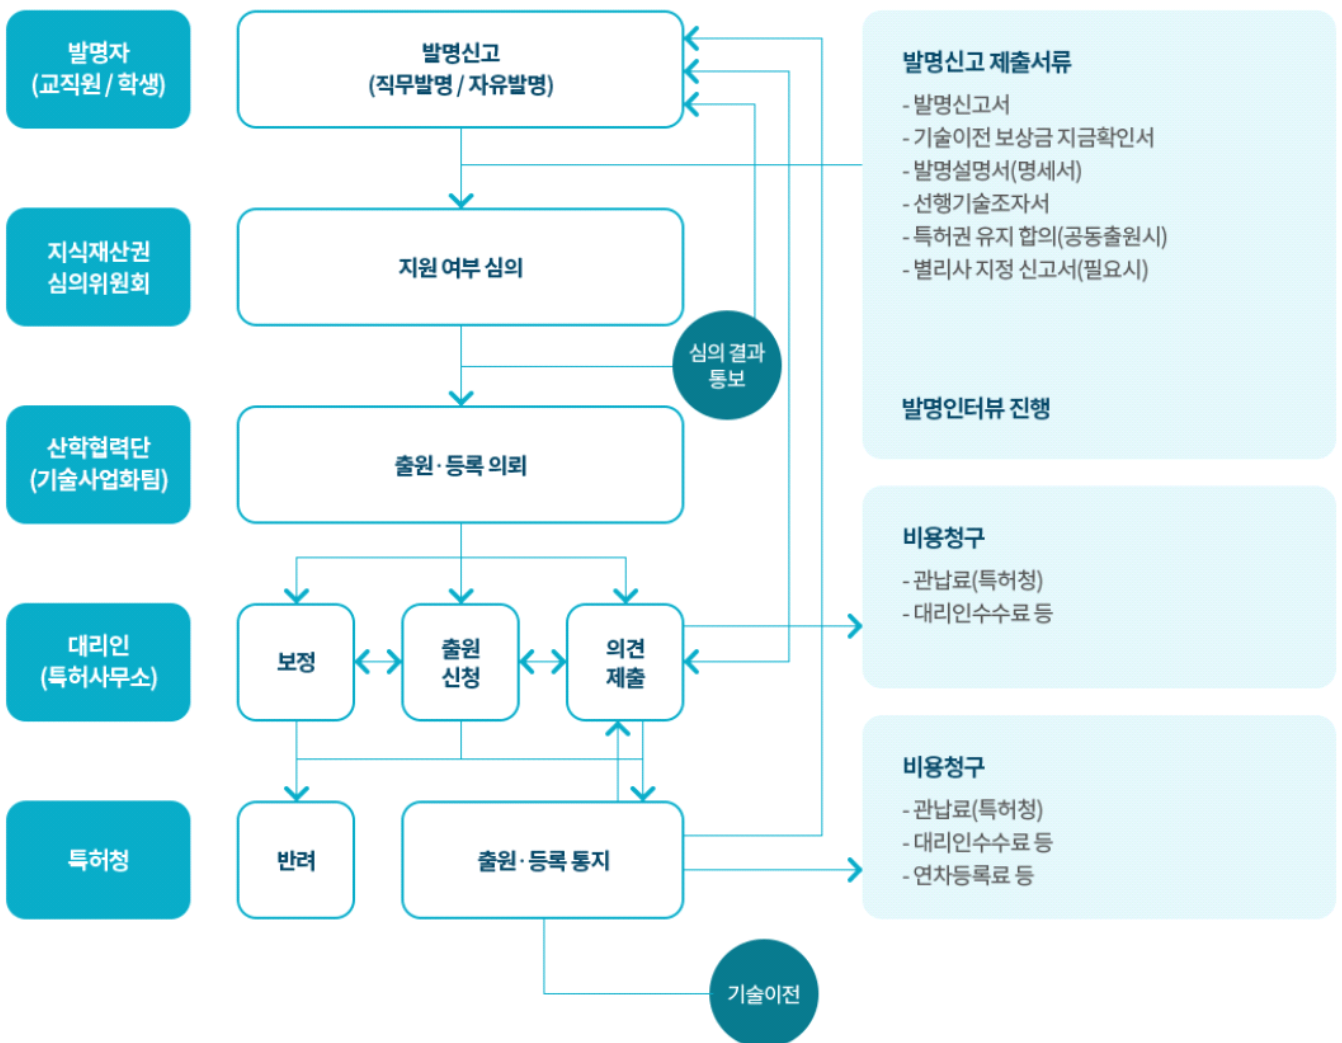 발명자
(교직원 / 학생)
발명신고
(직무발명 / 자유발명)
발명신고 제출서류
- 발명신고서
- 기술이전 보상금 지금확인서
- 발명설명서(명세서)
- 선행기술조자서
- 특허권 유지 합의(공동출원시)
- 별리사 지정 신고서(필요시)
발명인터뷰 진행
지식재산권
심의위원회
지원 여부 심의
심의 결과
통보
산학협력단
(기술사업화팀)
출원·등록 의뢰
비용청구
- 관납료(특허청)
- 대리인수수료 등
대리인
(특허사무소)
보정
출원
신청
의견
제출
특허청
반려
출원·등록 통지
비용청구
- 관납료(특허청)
- 대리인수수료 등
- 연차등록료 등
기술이전